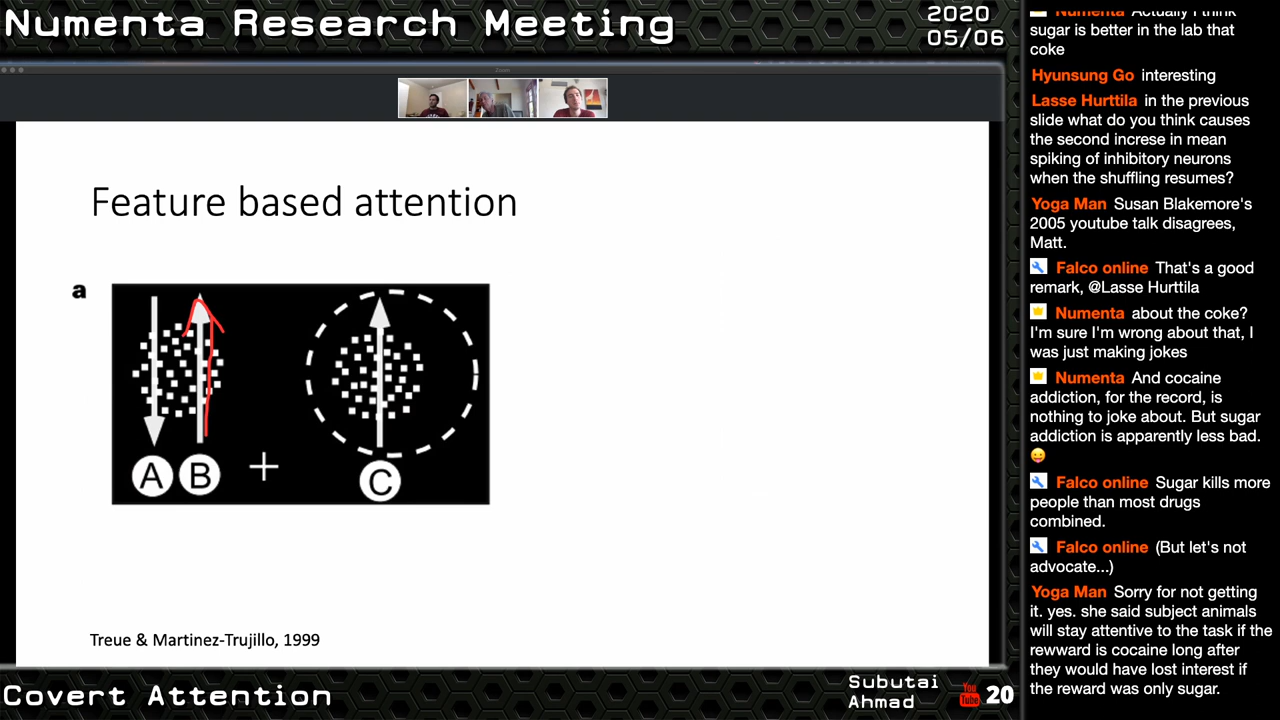 Numenta Research Meeting
2020
05/06
Zoom
Feature based attention
a
A B + C
Treue & Martinez-Trujillo, 1999
Covert Attention
Subutai
Ahmad
You
Tube
20
Numenta Actually I think
sugar is better in the lab that
coke
Hyunsung Go interesting
Lasse Hurttila in the previous
slide what do you think causes
the second increse in mean
spiking of inhibitory neurons
when the shuffling resumes?
Yoga Man Susan Blakemore's
2005 youtube talk disagrees,
Matt.
Falco online That's a good
remark, @Lasse Hurttila
Numenta about the coke?
I'm sure I'm wrong about that, I
was just making jokes
Numenta And cocaine
addiction, for the record, is
nothing to joke about. But sugar
addiction is apparently less bad.
😛
Falco online Sugar kills more
people than most drugs
combined.
Falco online (But let's not
advocate...)
Yoga Man Sorry for not getting
it. yes. she said subject animals
will stay attentive to the task if the
rewward is cocaine long after
they would have lost interest if
the reward was only sugar.